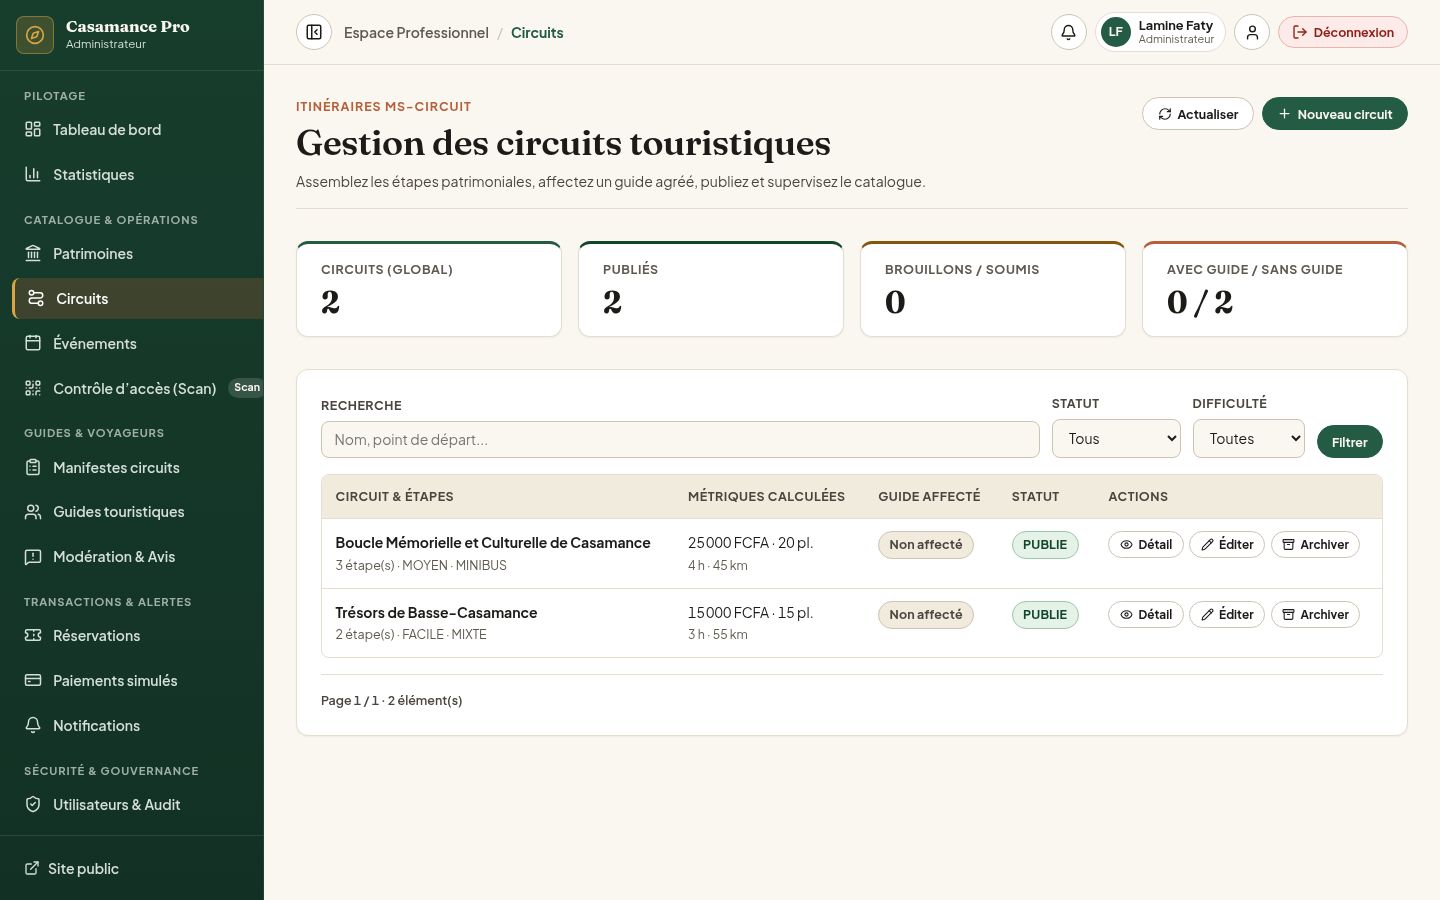 Casamance Pro
Administrateur
PILOTAGE
Tableau de bord
Statistiques
CATALOGUE & OPÉRATIONS
Patrimoines
Circuits
Événements
Contrôle d’accès (Scan) Scan
GUIDES & VOYAGEURS
Manifestes circuits
Guides touristiques
Modération & Avis
TRANSACTIONS & ALERTES
Réservations
Paiements simulés
Notifications
SÉCURITÉ & GOUVERNANCE
Utilisateurs & Audit
Site public
Espace Professionnel / Circuits
LF Lamine Faty
Administrateur
Déconnexion
ITINÉRAIRES MS-CIRCUIT
Gestion des circuits touristiques
Assemblez les étapes patrimoniales, affectez un guide agréé, publiez et supervisez le catalogue.
Actualiser
Nouveau circuit
CIRCUITS (GLOBAL)
2
PUBLIÉS
2
BROUILLONS / SOUMIS
0
AVEC GUIDE / SANS GUIDE
0 / 2
RECHERCHE
Nom, point de départ...
STATUT
Tous
DIFFICULTÉ
Toutes
Filtrer
CIRCUIT & ÉTAPES MÉTRIQUES CALCULÉES GUIDE AFFECTÉ STATUT ACTIONS
Boucle Mémorielle et Culturelle de Casamance 25 000 FCFA · 20 pl. Non affecté PUBLIE Détail Éditer Archiver
3 étape(s) · MOYEN · MINIBUS 4 h · 45 km
Trésors de Basse-Casamance 15 000 FCFA · 15 pl. Non affecté PUBLIE Détail Éditer Archiver
2 étape(s) · FACILE · MIXTE 3 h · 55 km
Page 1 / 1 · 2 élément(s)